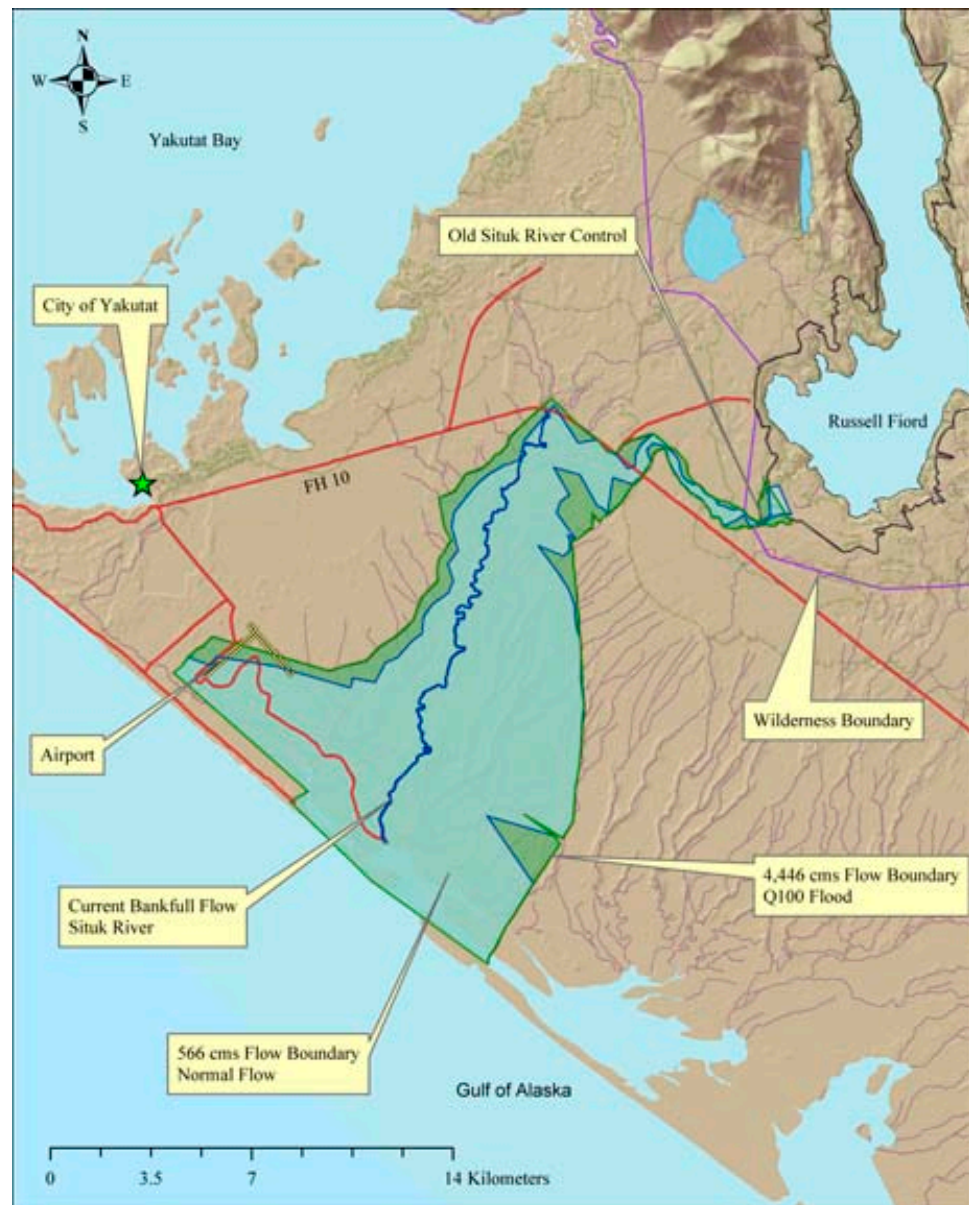 N
W E
S
Yakutat Bay
Old Situk River Control
City of Yakutat
Russell Fiord
FH 10
Wilderness Boundary
Airport
4,446 cms Flow Boundary
Q100 Flood
Current Bankfull Flow
Situk River
566 cms Flow Boundary
Normal Flow
Gulf of Alaska
0 3.5 7 14 Kilometers